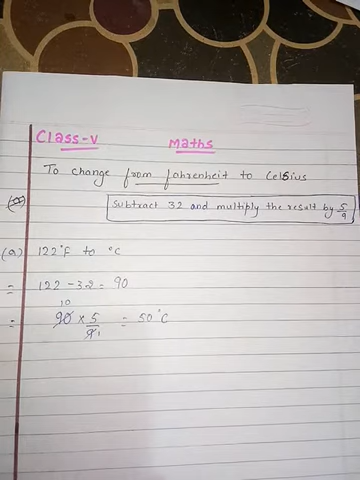 Class-V Maths
To change from fahrenheit to Celsius
Subtract 32 and multiply the result by 5/9
(a) 122°F to °C
= 122 - 32 = 90
10
= 90 × 5/9 1 = 50°C